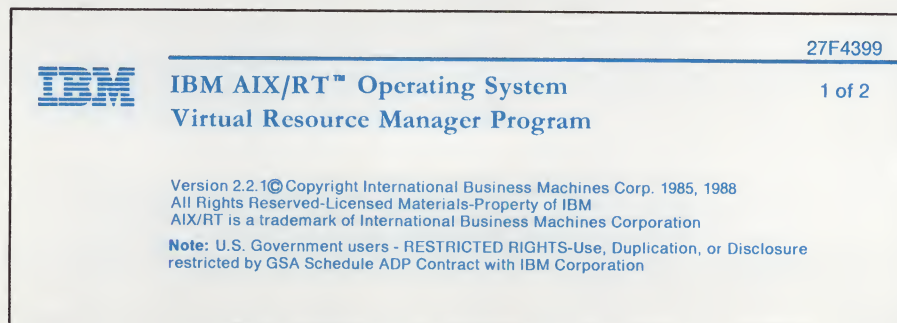 27F4399
IBM
IBM AIX/RT™ Operating System
1 of 2
Virtual Resource Manager Program
Version 2.2.1© Copyright International Business Machines Corp. 1985, 1988
All Rights Reserved-Licensed Materials-Property of IBM
AIX/RT is a trademark of International Business Machines Corporation
Note: U.S. Government users - RESTRICTED RIGHTS-Use, Duplication, or Disclosure
restricted by GSA Schedule ADP Contract with IBM Corporation